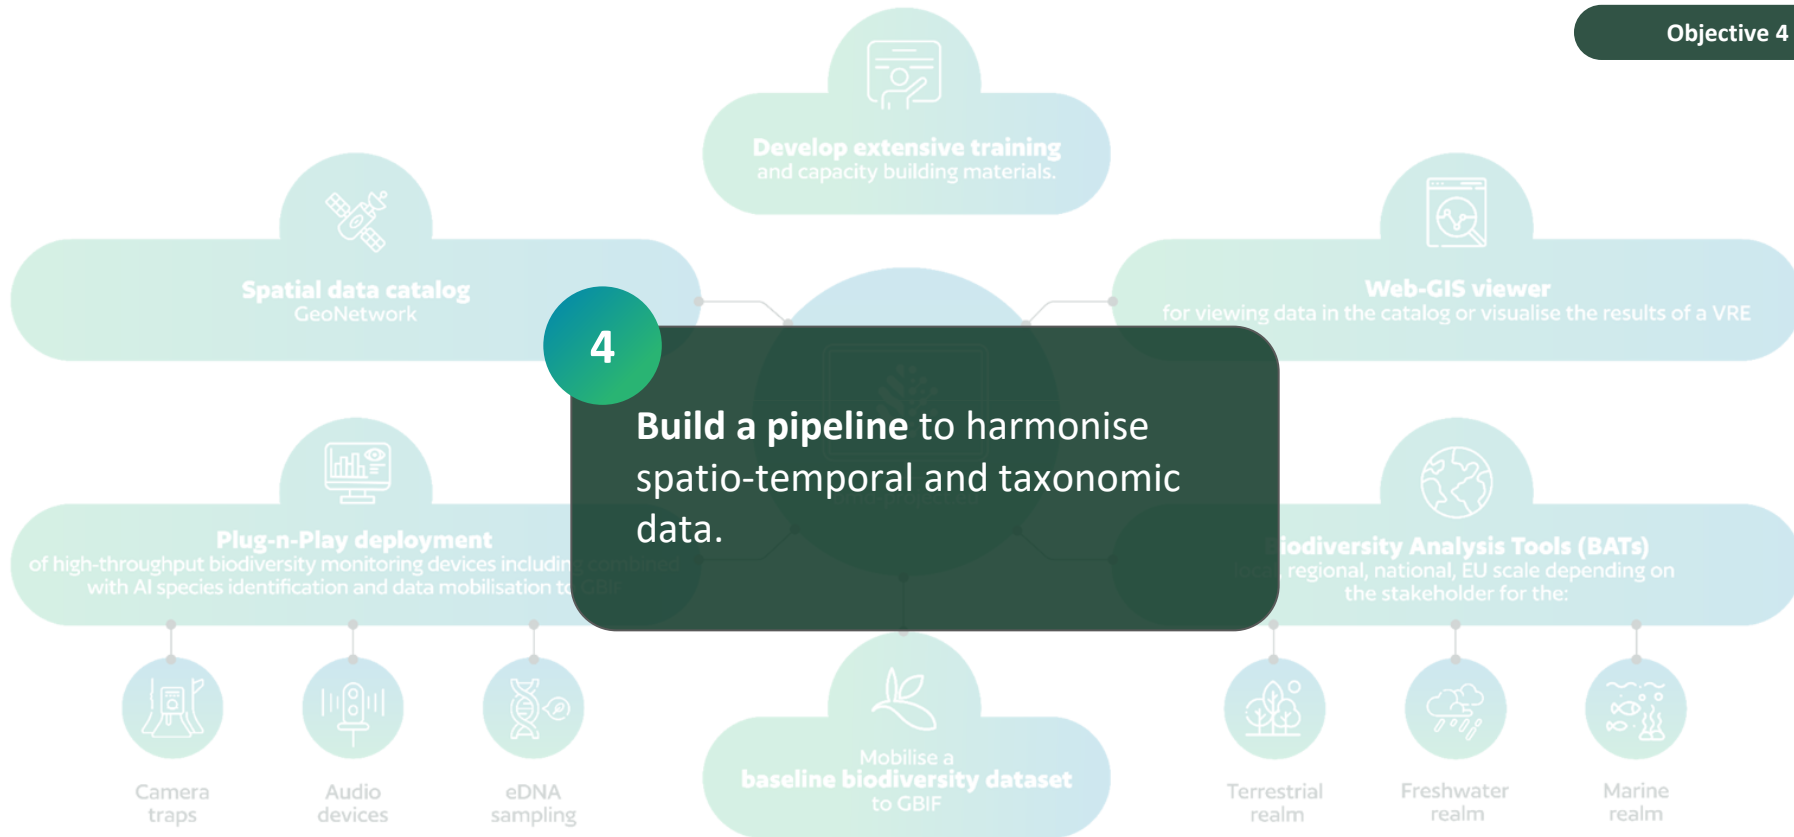 Objective 4
Develop extensive training
and capacity building materials.
Spatial data catalog
GeoNetwork
Web-GIS viewer
for viewing data in the catalog or visualise the results of a VRE
4
Build a pipeline to harmonise
spatio-temporal and taxonomic
data.
Plug-n-Play deployment
of high-throughput biodiversity monitoring devices including combined
with AI species identification and data mobilisation to GBIF
Biodiversity Analysis Tools (BATs)
local, regional, national, EU scale depending on
the stakeholder for the:
Camera
traps
Audio
devices
eDNA
sampling
Mobilise a
baseline biodiversity dataset
to GBIF
Terrestrial
realm
Freshwater
realm
Marine
realm